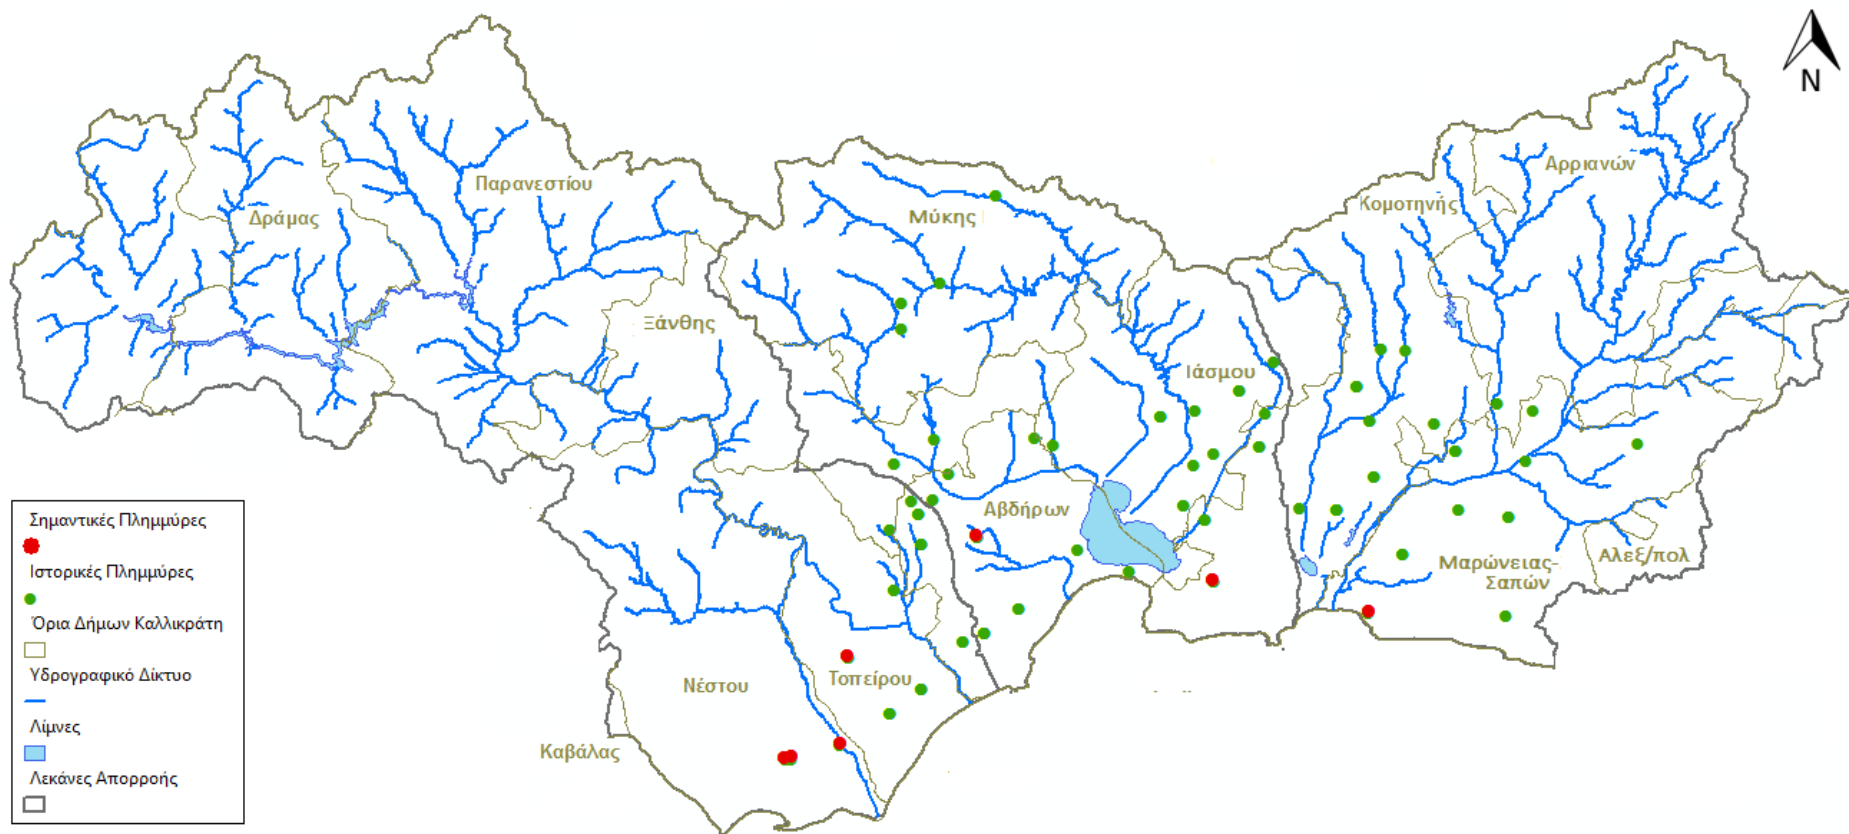 N
Παρανεστίου
Δράμας
Μύκης
Κομοτηνής
Αρριανών
Ξάνθης
Ιάσμου
Αβδήρων
Μαρώνειας-
Σαπών
Αλεξ/πολ
Νέστου
Τοπείρου
Καβάλας
Σημαντικές Πλημμύρες
Ιστορικές Πλημμύρες
Όρια Δήμων Καλλικράτη
Υδρογραφικό Δίκτυο
Λίμνες
Λεκάνες Απορροής